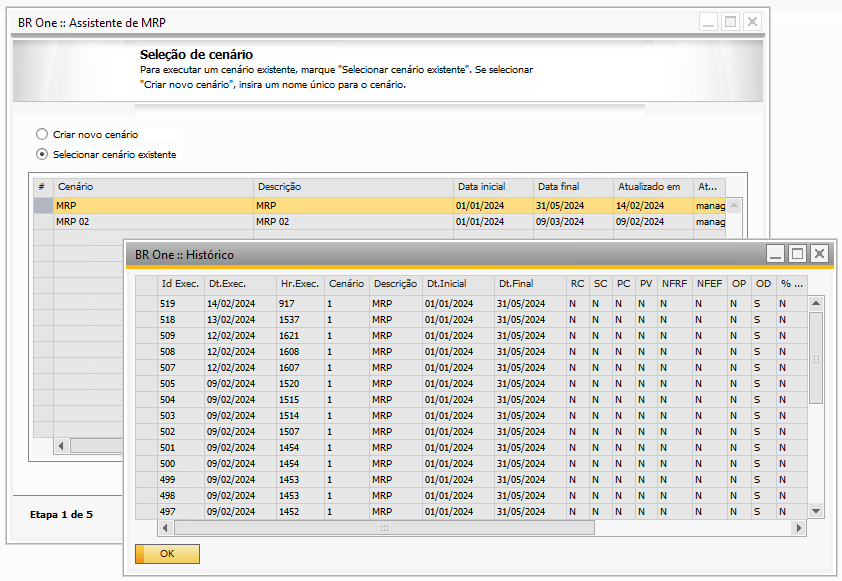 BR One :: Assistente de MRP
Seleção de cenário
Para executar um cenário existente, marque "Selecionar cenário existente". Se selecionar
"Criar novo cenário", insira um nome único para o cenário.
Criar novo cenário
Selecionar cenário existente
# Cenário Descrição Data inicial Data final Atualizado em At...
MRP MRP 01/01/2024 31/05/2024 14/02/2024 manag
MRP 02 MRP 02 01/01/2024 09/03/2024 09/02/2024 manag
BR One :: Histórico
Id Exec. Dt.Exec. Hr.Exec. Cenário Descrição Dt.Inicial Dt.Final RC SC PC PV NFRF NFEF OP OD % ...
519 14/02/2024 917 1 MRP 01/01/2024 31/05/2024 N N N N N N N S N
518 13/02/2024 1537 1 MRP 01/01/2024 31/05/2024 N N N N N N N S N
509 12/02/2024 1621 1 MRP 01/01/2024 31/05/2024 N N N N N N N S N
508 12/02/2024 1608 1 MRP 01/01/2024 31/05/2024 N N N N N N N S N
507 12/02/2024 1607 1 MRP 01/01/2024 31/05/2024 N N N N N N N S N
505 09/02/2024 1520 1 MRP 01/01/2024 31/05/2024 N N N N N N N S N
504 09/02/2024 1515 1 MRP 01/01/2024 31/05/2024 N N N N N N N S N
503 09/02/2024 1514 1 MRP 01/01/2024 31/05/2024 N N N N N N N S N
502 09/02/2024 1507 1 MRP 01/01/2024 31/05/2024 N N N N N N N S N
501 09/02/2024 1454 1 MRP 01/01/2024 31/05/2024 N N N N N N N S N
500 09/02/2024 1454 1 MRP 01/01/2024 31/05/2024 N N N N N N N S N
499 09/02/2024 1453 1 MRP 01/01/2024 31/05/2024 N N N N N N N S N
498 09/02/2024 1453 1 MRP 01/01/2024 31/05/2024 N N N N N N N S N
497 09/02/2024 1452 1 MRP 01/01/2024 31/05/2024 N N N N N N N S N
Etapa 1 de 5
OK